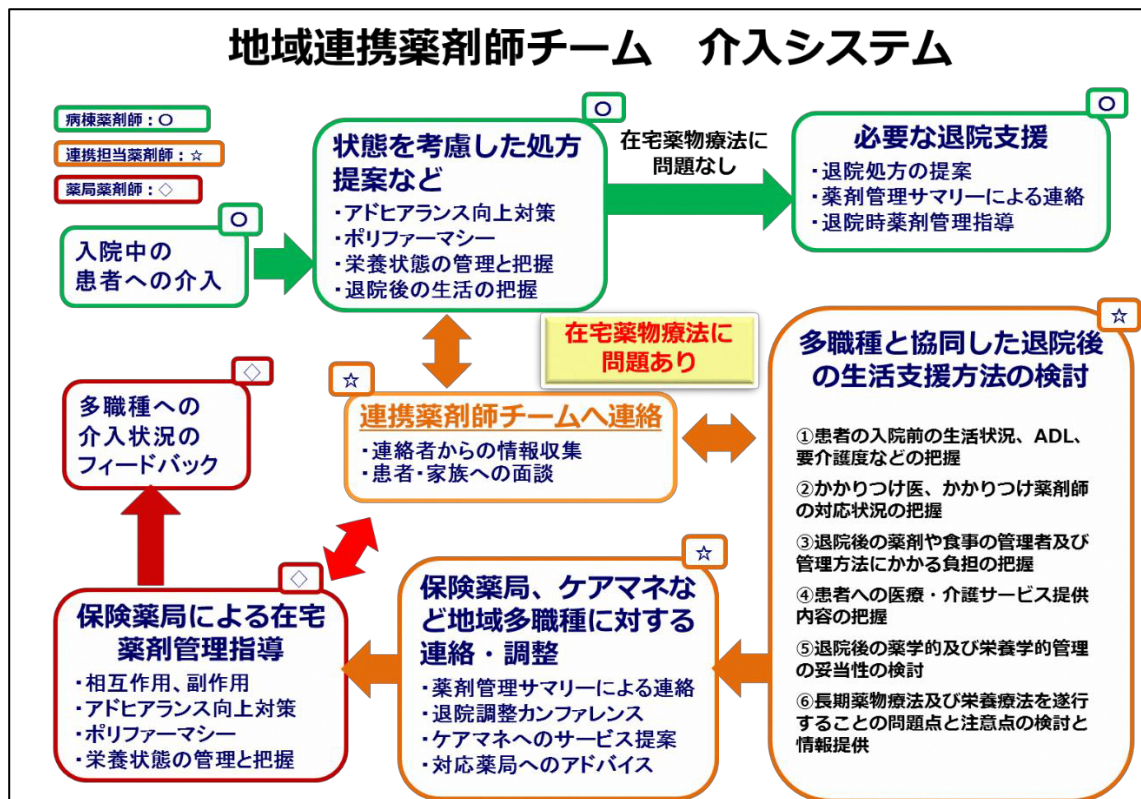 地域連携薬剤師チーム　介入システム
病棟薬剤師：〇
連携担当薬剤師：☆
薬局薬剤師：◇
〇
入院中の
患者への介入
〇
状態を考慮した処方
提案など
・アドヒアランス向上対策
・ポリファーマシー
・栄養状態の管理と把握
・退院後の生活の把握
在宅薬物療法に
問題なし
〇
必要な退院支援
・退院処方の提案
・薬剤管理サマリーによる連絡
・退院時薬剤管理指導
在宅薬物療法に
問題あり
☆
連携薬剤師チームへ連絡
・連絡者からの情報収集
・患者・家族への面談
☆
多職種と協同した退院後
の生活支援方法の検討
①患者の入院前の生活状況、ADL、
要介護度などの把握
②かかりつけ医、かかりつけ薬剤師
の対応状況の把握
③退院後の薬剤や食事の管理者及び
管理方法にかかる負担の把握
④患者への医療・介護サービス提供
内容の把握
⑤退院後の薬学的及び栄養学的管理
の妥当性の検討
⑥長期薬物療法及び栄養療法を遂行
することの問題点と注意点の検討と
情報提供
☆
保険薬局、ケアマネな
ど地域多職種に対する
連絡・調整
・薬剤管理サマリーによる連絡
・退院調整カンファレンス
・ケアマネへのサービス提案
・対応薬局へのアドバイス
◇
保険薬局による在宅
薬剤管理指導
・相互作用、副作用
・アドヒアランス向上対策
・ポリファーマシー
・栄養状態の管理と把握
◇
多職種への
介入状況の
フィードバック